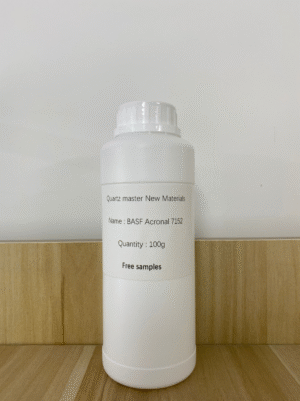 Quartz master New Materials
Name : BASF Acronal 7152
Quantity : 100g
Free samples